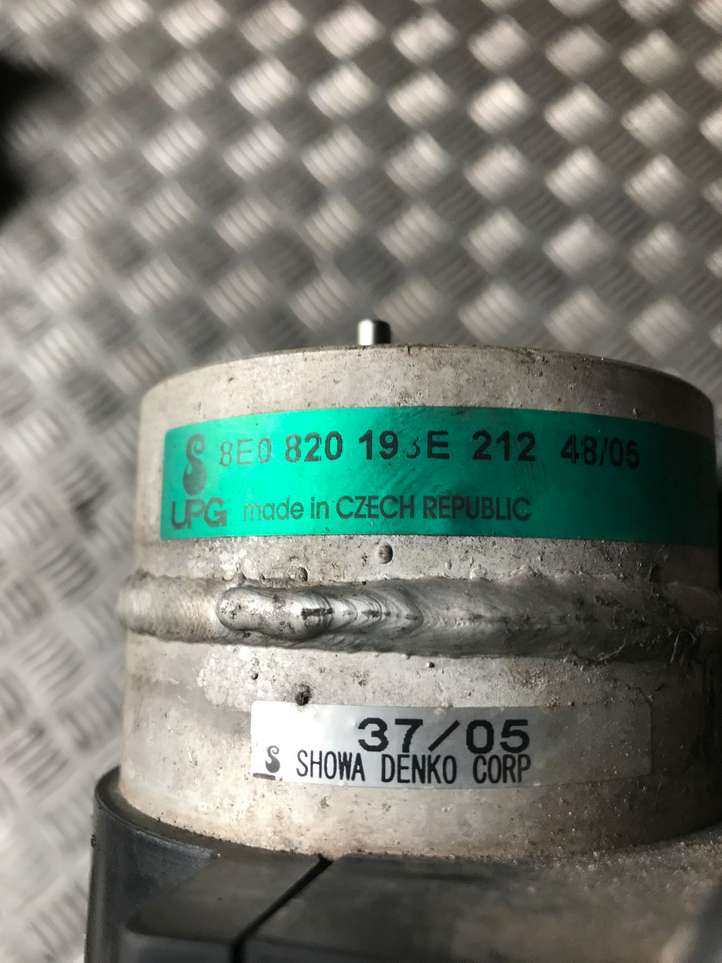 8E0 820 193E 212 48/05
UPG made in CZECH REPUBLIC
37/05
SHOWA DENKO CORP